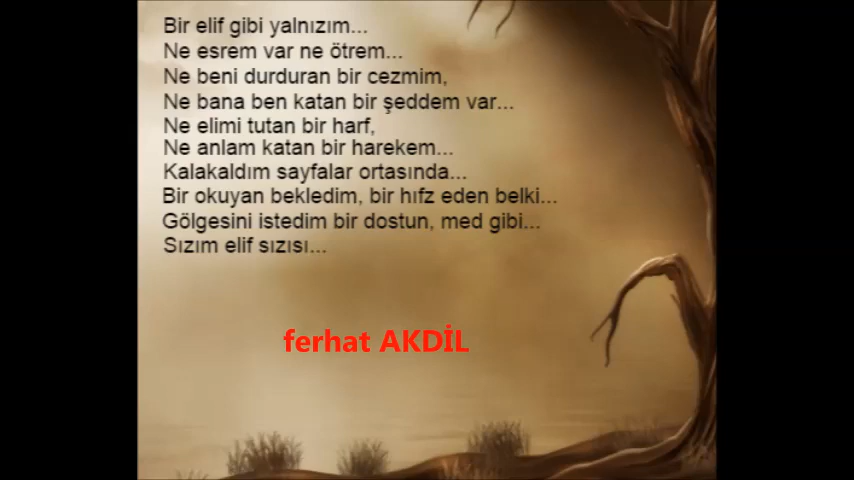 Bir elif gibi yalnızım...
Ne esrem var ne ötrem...
Ne beni durduran bir cezmim,
Ne bana ben katan bir şeddem var...
Ne elimi tutan bir harf,
Ne anlam katan bir harekem...
Kalakaldım sayfalar ortasında...
Bir okuyan bekledim, bir hıfz eden belki...
Gölgesini istedim bir dostun, med gibi...
Sızım elif sızısı...
ferhat AKDİL